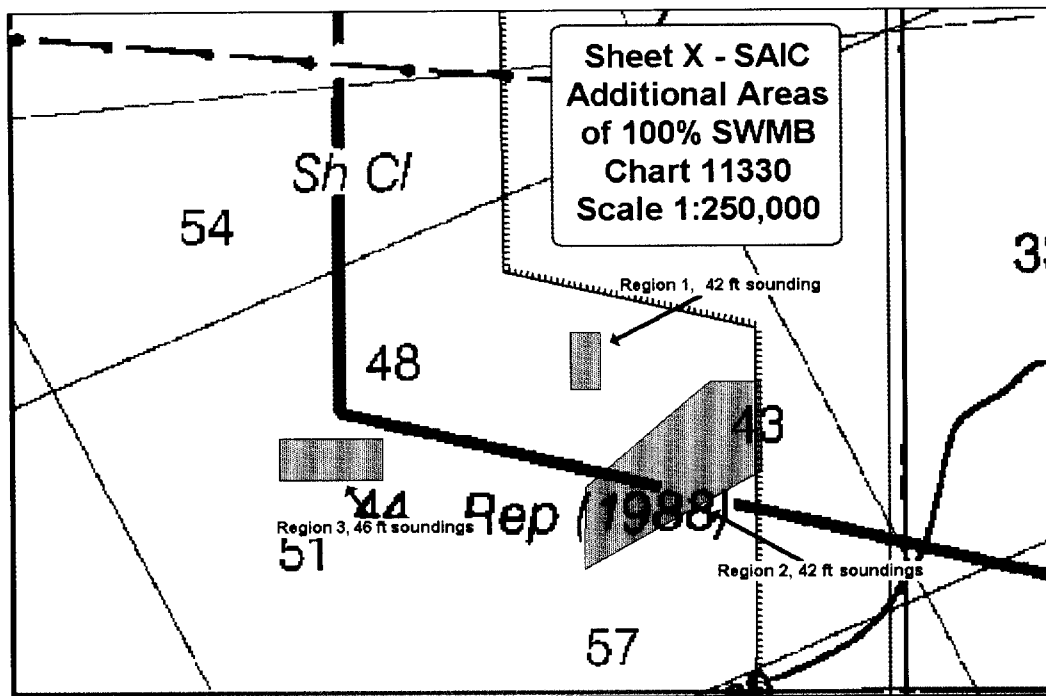 Sheet X - SAIC
Additional Areas
of 100% SWMB
Chart 11330
Scale 1:250,000
Sh Cl
54
Region 1, 42 ft sounding
48
43
44 Rep (1988)
Region 3, 46 ft soundings
51
Region 2, 42 ft soundings
57